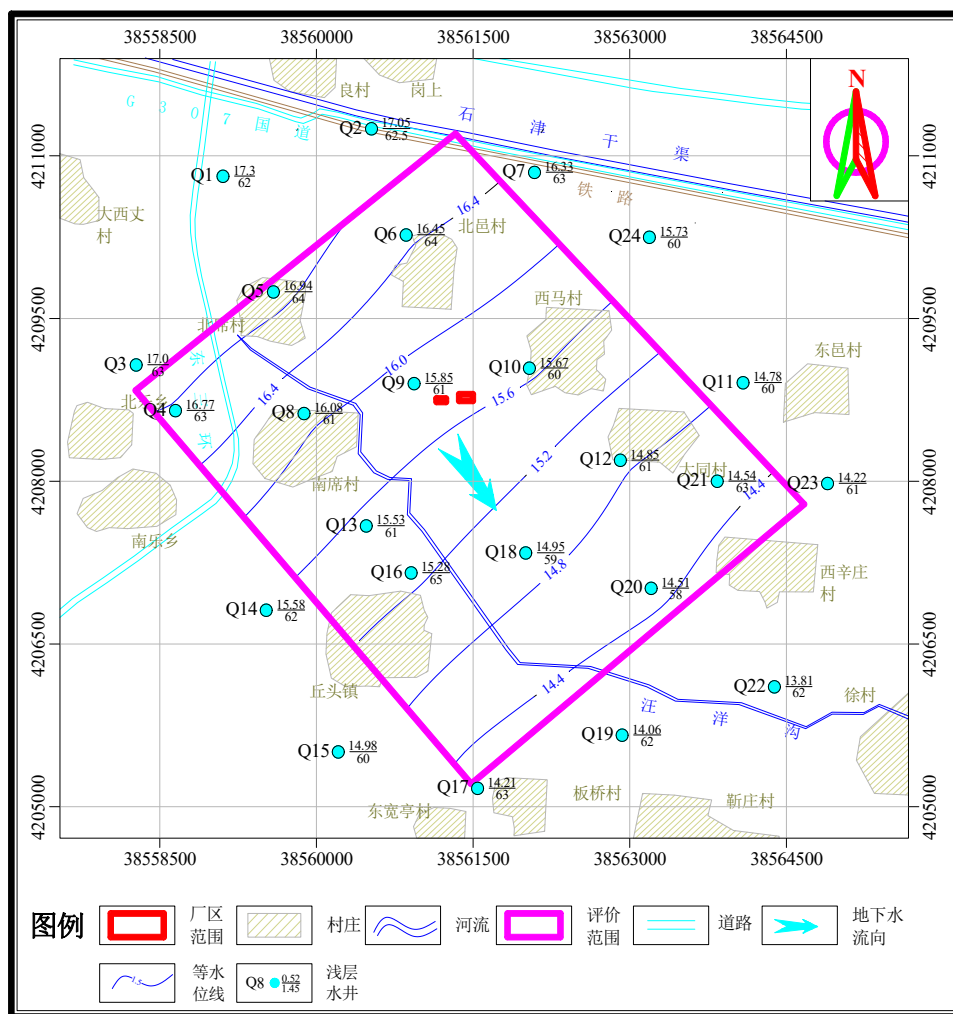 38558500 38560000 38561500 38563000 38564500
4211000
4209500
4208000
4206500
4205000
4211000
4209500
4208000
4206500
4205000
N
良村
岗上
G307国道
石津干渠
铁路
Q2 17.05 62.5
Q1 17.3 62
Q7 16.33 63
大西丈
村
Q6 16.45 64
北邑村
16.4
Q24 15.73 60
Q5 16.94 64
西马村
北席村
16.0
东三环
Q3 17.0 63
Q10 15.67 60
东邑村
Q9 15.85 61
Q11 14.78 60
16.4
15.6
Q4 16.77 63
Q8 16.08 61
15.2
Q12 14.85 61
大同村
南席村
Q21 14.54 63
14.4
Q23 14.22 61
Q13 15.53 61
南乐乡
Q18 14.95 59
14.8
Q16 15.28 65
西辛庄
村
Q20 14.51 58
Q14 15.58 62
丘头镇
14.4
Q22 13.81 62
徐村
汪洋沟
Q19 14.06 62
Q15 14.98 60
Q17 14.21 63
板桥村
靳庄村
东宽亭村
38558500 38560000 38561500 38563000 38564500
图例
厂区
范围
村庄
河流
评价
范围
道路
地下水
流向
1.5
等水
位线
Q8 0.52 1.45
浅层
水井